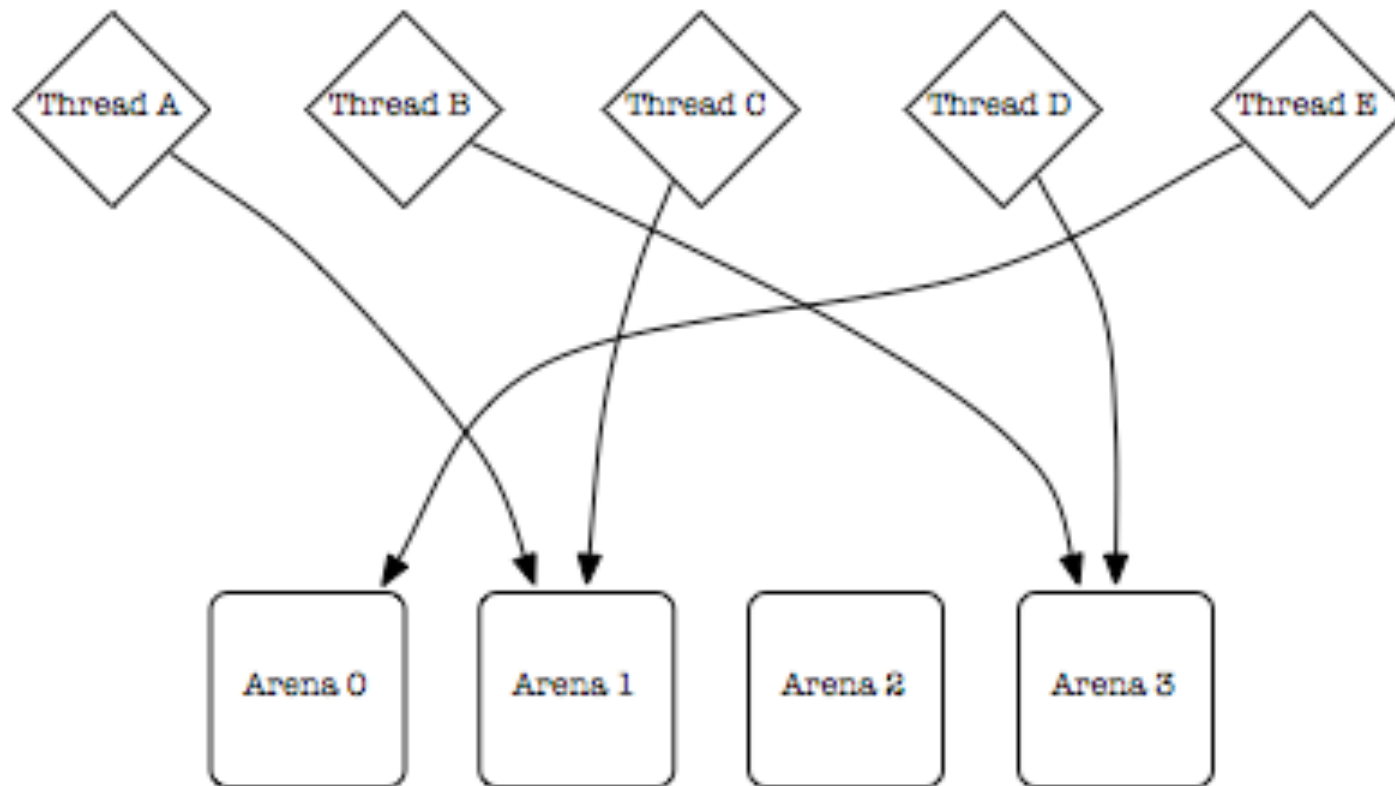 Thread A
Thread B
Thread C
Thread D
Thread E
Arena 0
Arena 1
Arena 2
Arena 3